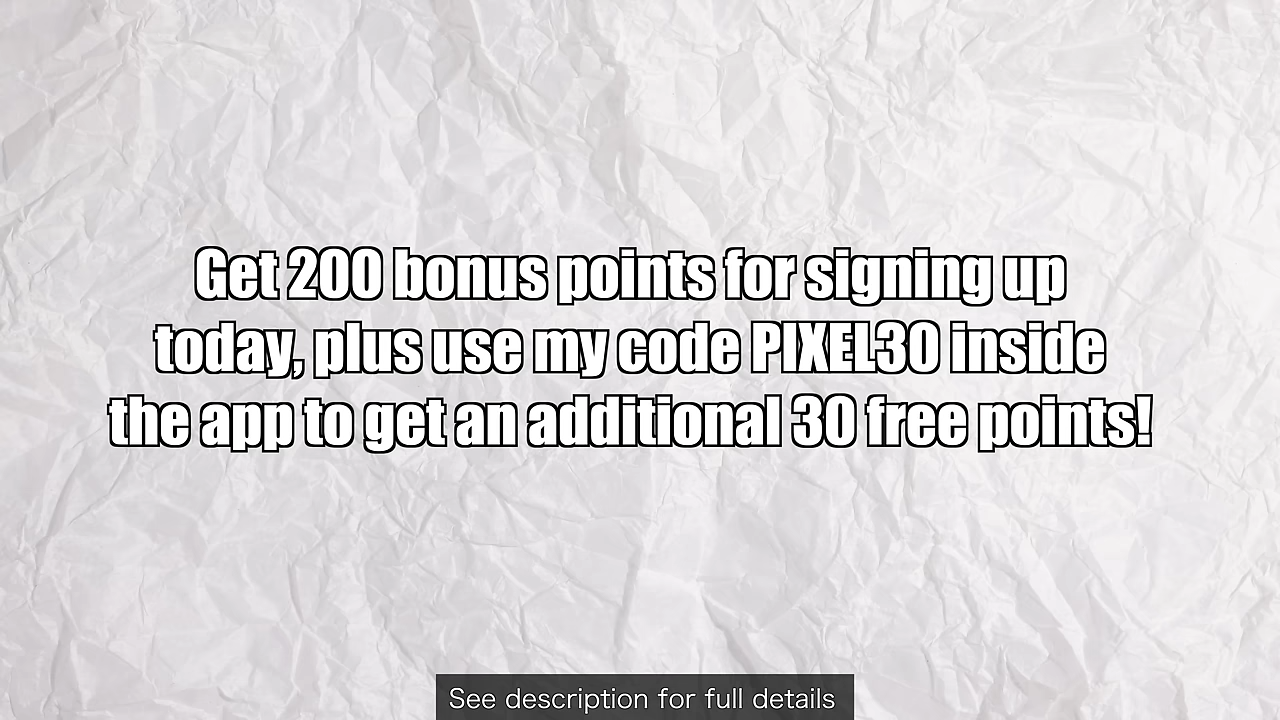 Get 200 bonus points for signing up
today, plus use my code PIXEL30 inside
the app to get an additional 30 free points!
See description for full details